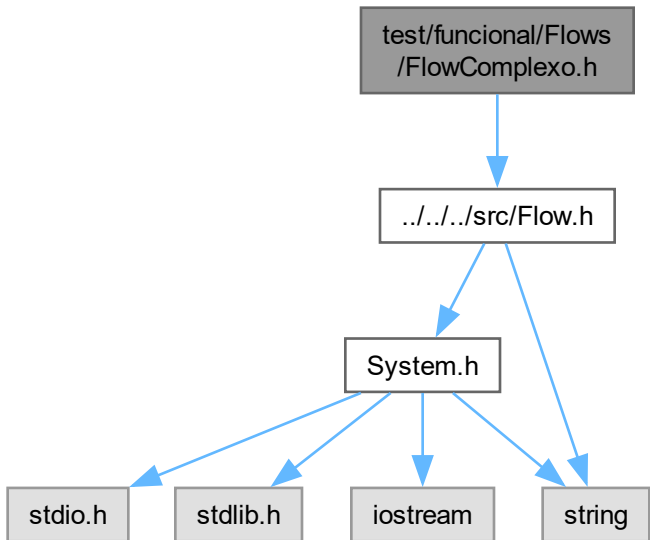 test/funcional/Flows
/FlowComplexo.h
../../../src/Flow.h
System.h
stdio.h
stdlib.h
iostream
string